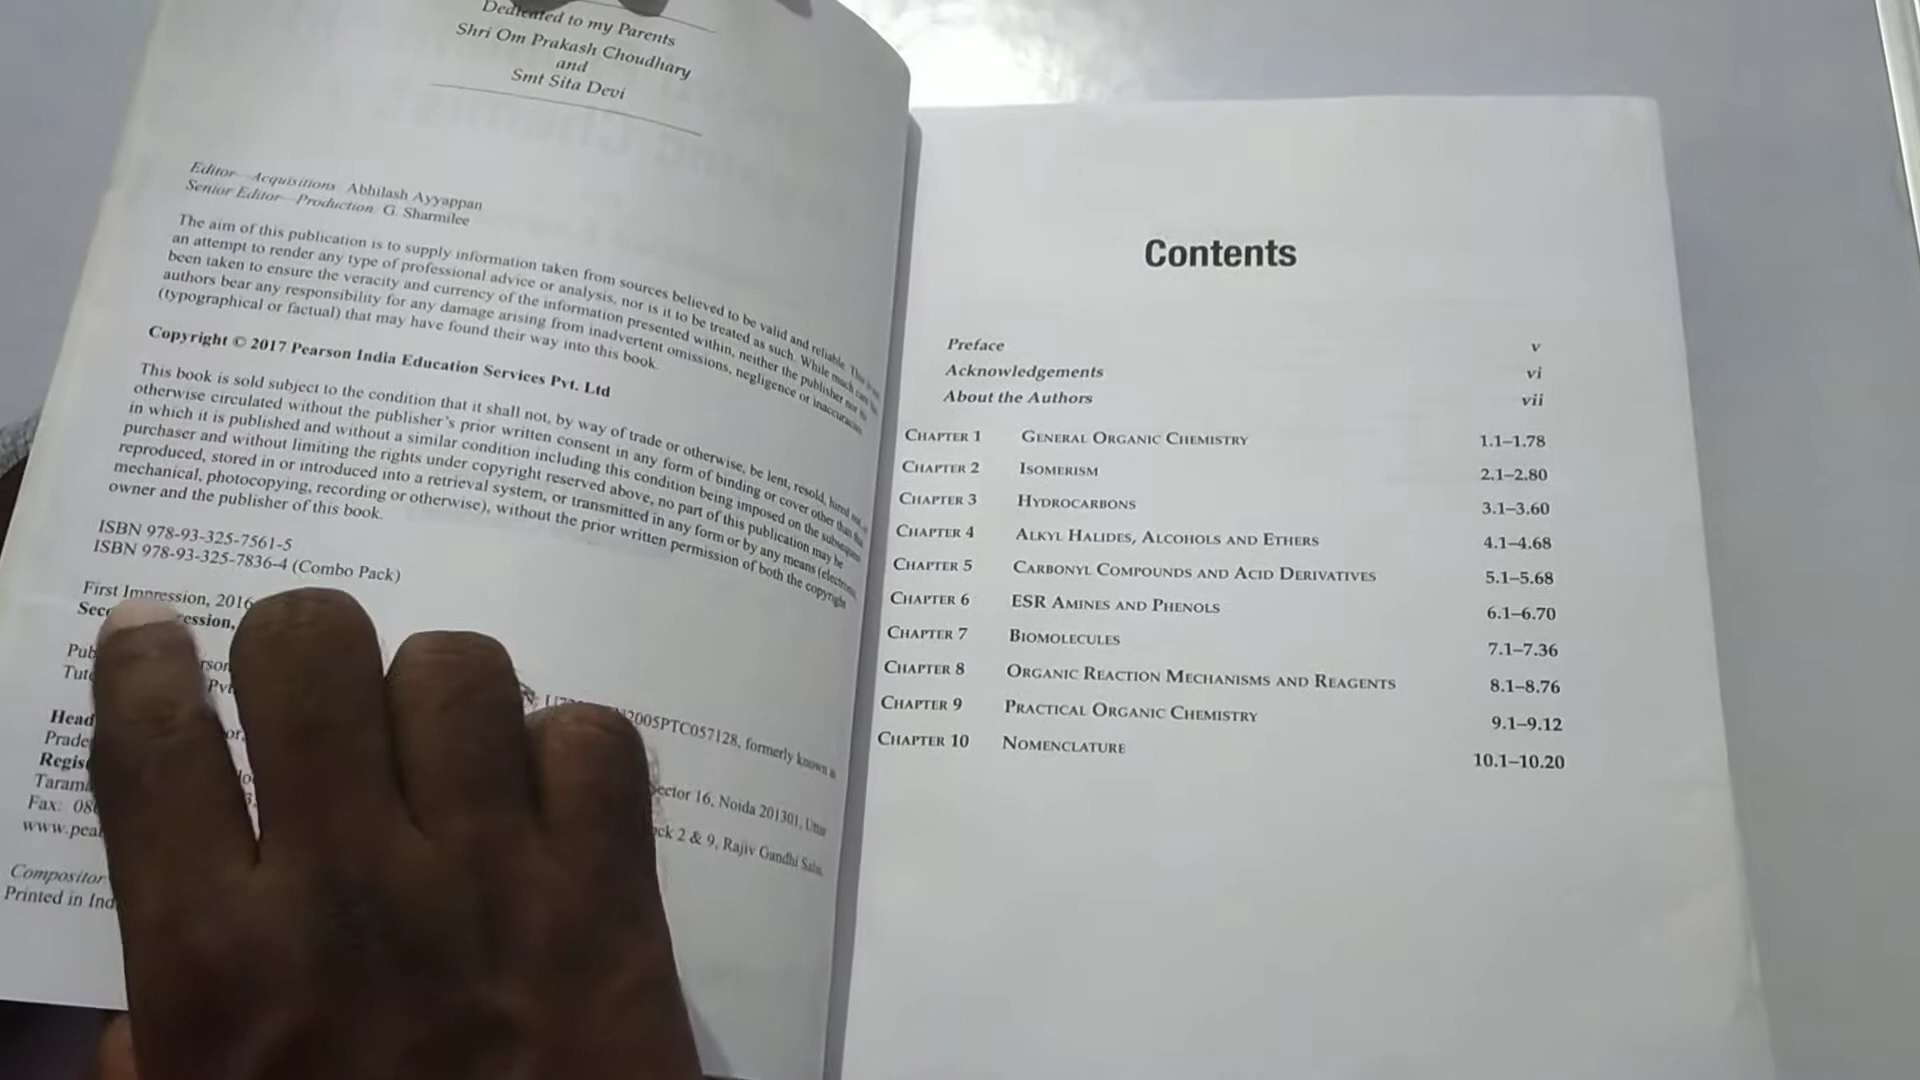 Dedicated to my Parents
Shri Om Prakash Choudhary
and
Smt Sita Devi
Editor—Acquisitions: Abhilash Ayyappan
Senior Editor—Production: G. Sharmilee
The aim of this publication is to supply information taken from sources believed to be valid and reliable. This is
an attempt to render any type of professional advice or analysis, nor is it to be treated as such. While much care has
been taken to ensure the veracity and currency of the information presented within, neither the publisher nor its
authors bear any responsibility for any damage arising from inadvertent omissions, negligence or inaccuracies
(typographical or factual) that may have found their way into this book.
Copyright © 2017 Pearson India Education Services Pvt. Ltd
This book is sold subject to the condition that it shall not, by way of trade or otherwise, be lent, resold, hired out,
otherwise circulated without the publisher's prior written consent in any form of binding or cover other than that
in which it is published and without a similar condition including this condition being imposed on the subsequent
purchaser and without limiting the rights under copyright reserved above, no part of this publication may be
reproduced, stored in or introduced into a retrieval system, or transmitted in any form or by any means (electronic,
mechanical, photocopying, recording or otherwise), without the prior written permission of both the copyright
owner and the publisher of this book.
ISBN 978-93-325-7561-5
ISBN 978-93-325-7836-4 (Combo Pack)
First Impression, 2016
2005PTC057128, formerly known as
Head
Sector 16, Noida 201301, Uttar
2 & 9, Rajiv Gandhi Salai,
Fax: 08
Compositor
Printed in Ind
Contents
Preface v
Acknowledgements vi
About the Authors vii
CHAPTER 1 GENERAL ORGANIC CHEMISTRY 1.1–1.78
CHAPTER 2 ISOMERISM 2.1–2.80
CHAPTER 3 HYDROCARBONS 3.1–3.60
CHAPTER 4 ALKYL HALIDES, ALCOHOLS AND ETHERS 4.1–4.68
CHAPTER 5 CARBONYL COMPOUNDS AND ACID DERIVATIVES 5.1–5.68
CHAPTER 6 ESR AMINES AND PHENOLS 6.1–6.70
CHAPTER 7 BIOMOLECULES 7.1–7.36
CHAPTER 8 ORGANIC REACTION MECHANISMS AND REAGENTS 8.1–8.76
CHAPTER 9 PRACTICAL ORGANIC CHEMISTRY 9.1–9.12
CHAPTER 10 NOMENCLATURE 10.1–10.20